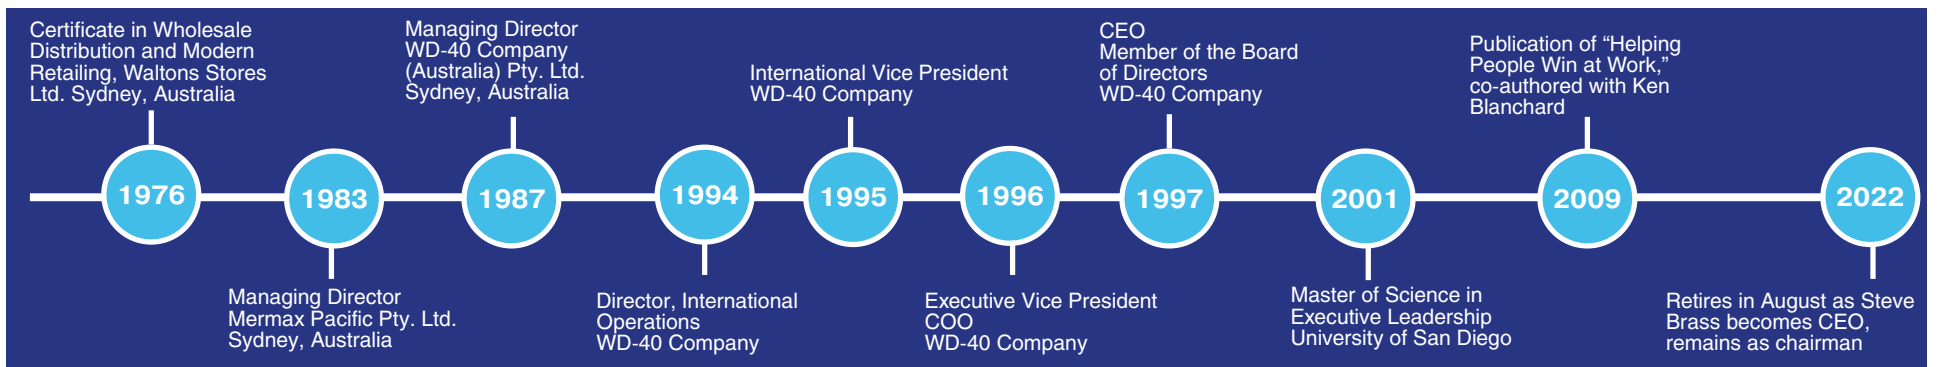 Certificate in Wholesale
Distribution and Modern
Retailing, Waltons Stores
Ltd. Sydney, Australia
1976
1983
Managing Director
Mermax Pacific Pty. Ltd.
Sydney, Australia
Managing Director
WD-40 Company
(Australia) Pty. Ltd.
Sydney, Australia
1987
1994
Director, International
Operations
WD-40 Company
International Vice President
WD-40 Company
1995
1996
Executive Vice President
COO
WD-40 Company
CEO
Member of the Board
of Directors
WD-40 Company
1997
2001
Master of Science in
Executive Leadership
University of San Diego
Publication of “Helping
People Win at Work,”
co-authored with Ken
Blanchard
2009
2022
Retires in August as Steve
Brass becomes CEO,
remains as chairman